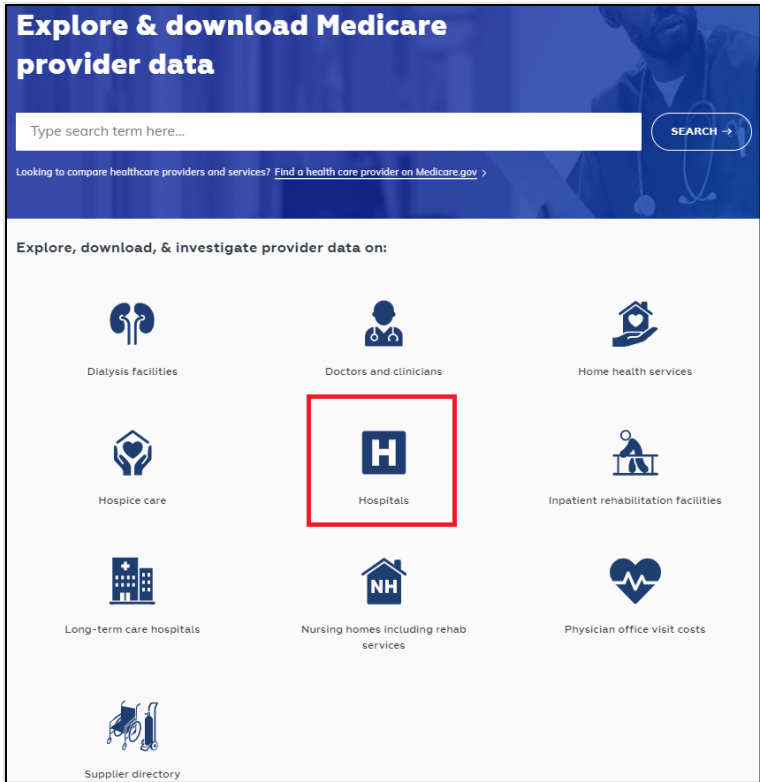 Explore & download Medicare
provider data
Type search term here...
SEARCH →
Looking to compare healthcare providers and services? Find a health care provider on Medicare.gov >
Explore, download, & investigate provider data on:
Dialysis facilities
Doctors and clinicians
Home health services
Hospice care
H
Hospitals
Inpatient rehabilitation facilities
Long-term care hospitals
NH
Nursing homes including rehab
services
Physician office visit costs
Supplier directory